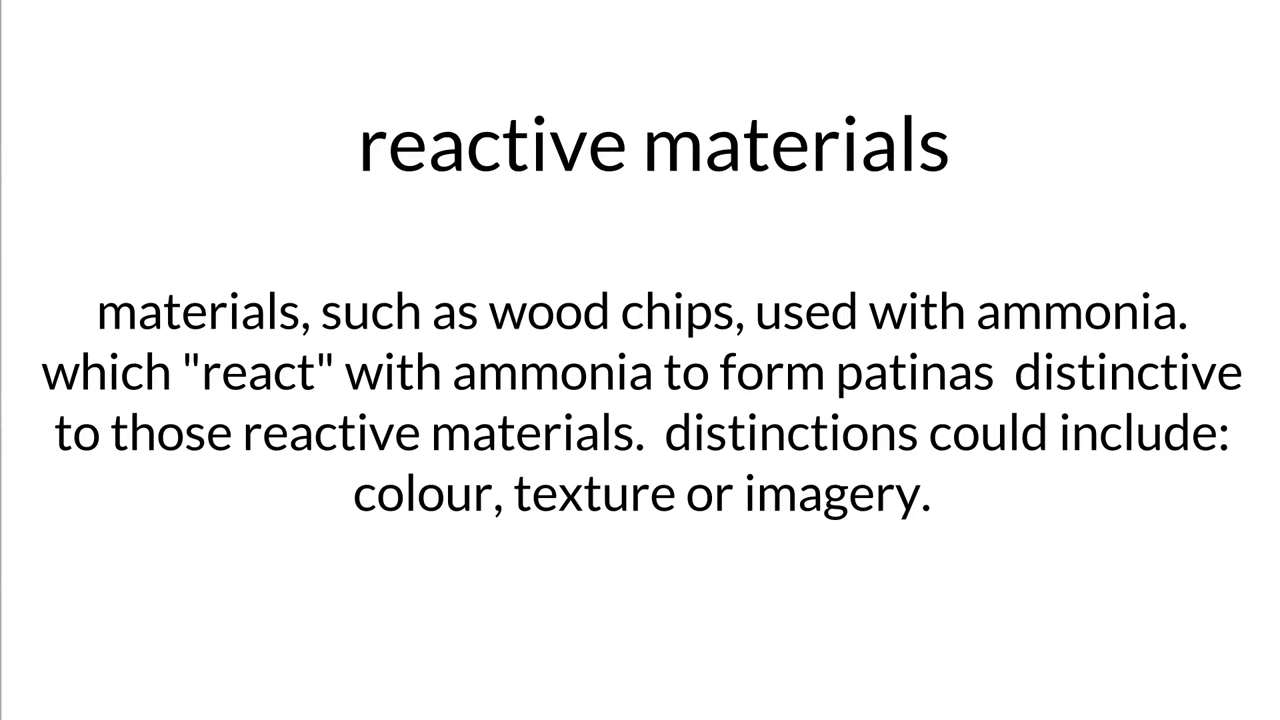 reactive materials
materials, such as wood chips, used with ammonia.
which "react" with ammonia to form patinas  distinctive
to those reactive materials.  distinctions could include:
colour, texture or imagery.